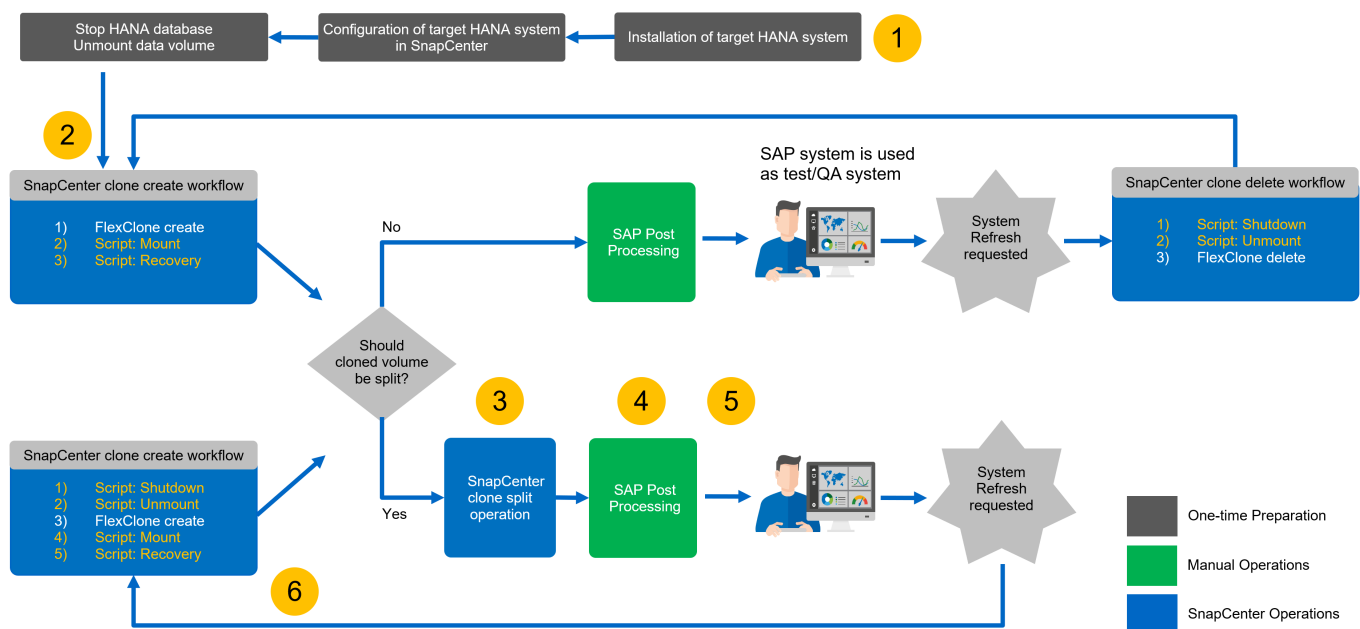 Stop HANA database
Unmount data volume
Configuration of target HANA system
in SnapCenter
Installation of target HANA system
1
2
SnapCenter clone create workflow
1) FlexClone create
2) Script: Mount
3) Script: Recovery
No
SAP Post
Processing
SAP system is used
as test/QA system
System
Refresh
requested
SnapCenter clone delete workflow
1) Script: Shutdown
2) Script: Unmount
3) FlexClone delete
Should
cloned volume
be split?
Yes
3
SnapCenter
clone split
operation
4
SAP Post
Processing
5
System
Refresh
requested
SnapCenter clone create workflow
1) Script: Shutdown
2) Script: Unmount
3) FlexClone create
4) Mount
5) Script: Recovery
6
One-time Preparation
Manual Operations
SnapCenter Operations